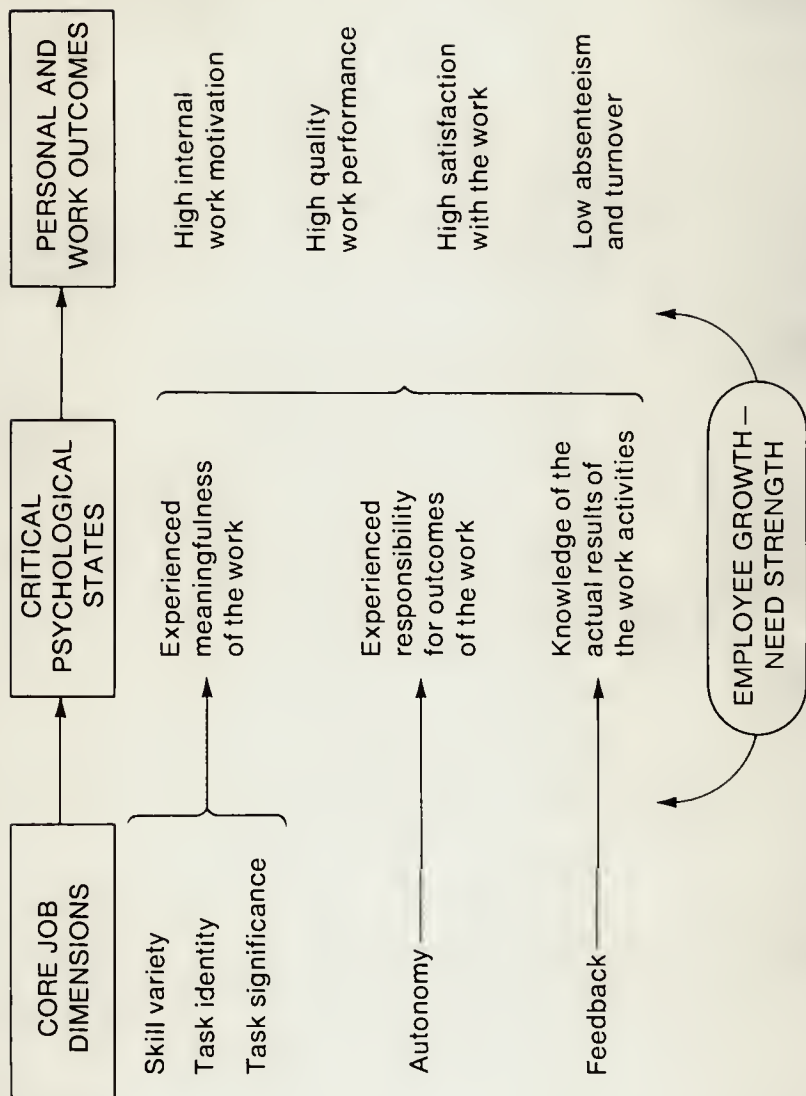 CORE JOB
DIMENSIONS
CRITICAL
PSYCHOLOGICAL
STATES
PERSONAL AND
WORK OUTCOMES
Skill variety
Task identity
Task significance
Experienced
meaningfulness
of the work
High internal
work motivation
High quality
work performance
Autonomy
Experienced
responsibility
for outcomes
of the work
High satisfaction
with the work
Feedback
Knowledge of the
actual results of
the work activities
Low absenteeism
and turnover
EMPLOYEE GROWTH—
NEED STRENGTH